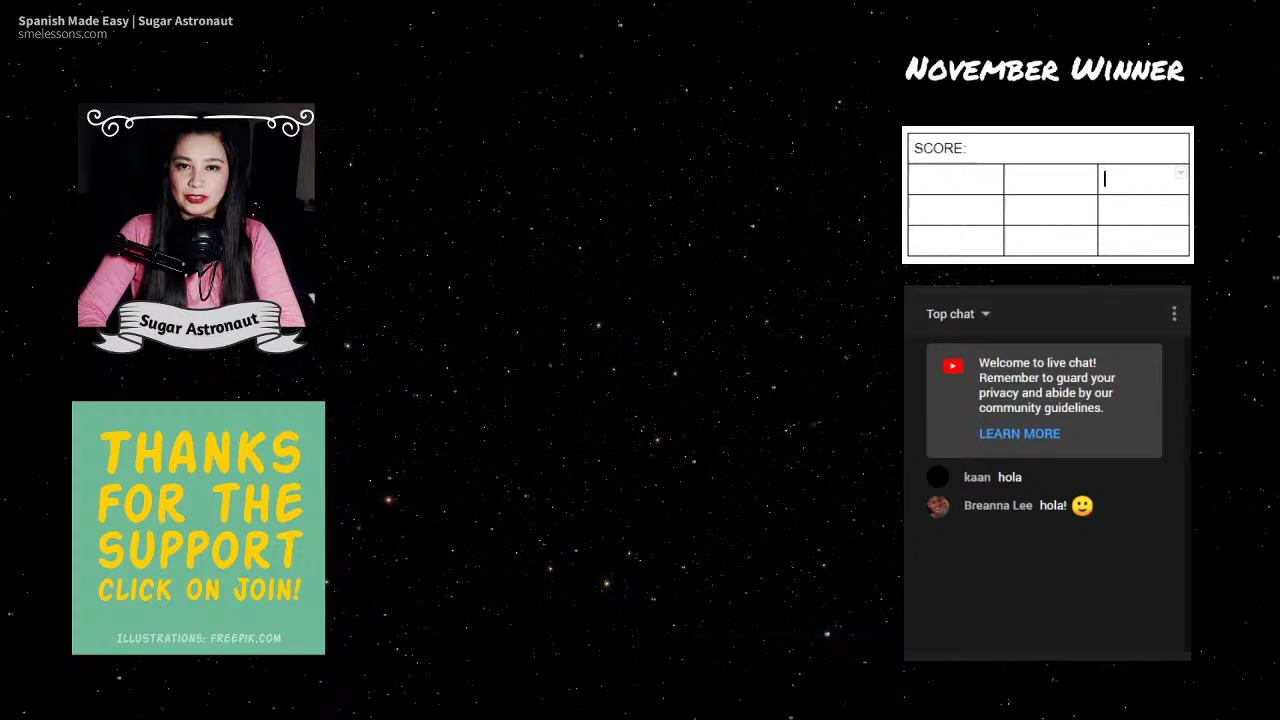 Spanish Made Easy | Sugar Astronaut
smelessons.com
November Winner
SCORE:
Sugar Astronaut
Top chat
Welcome to live chat!
Remember to guard your
privacy and abide by our
community guidelines.
LEARN MORE
kaan hola
Breanna Lee hola! 🙂
THANKS
FOR THE
SUPPORT
CLICK ON JOIN!
ILLUSTRATIONS: FREEPIK.COM